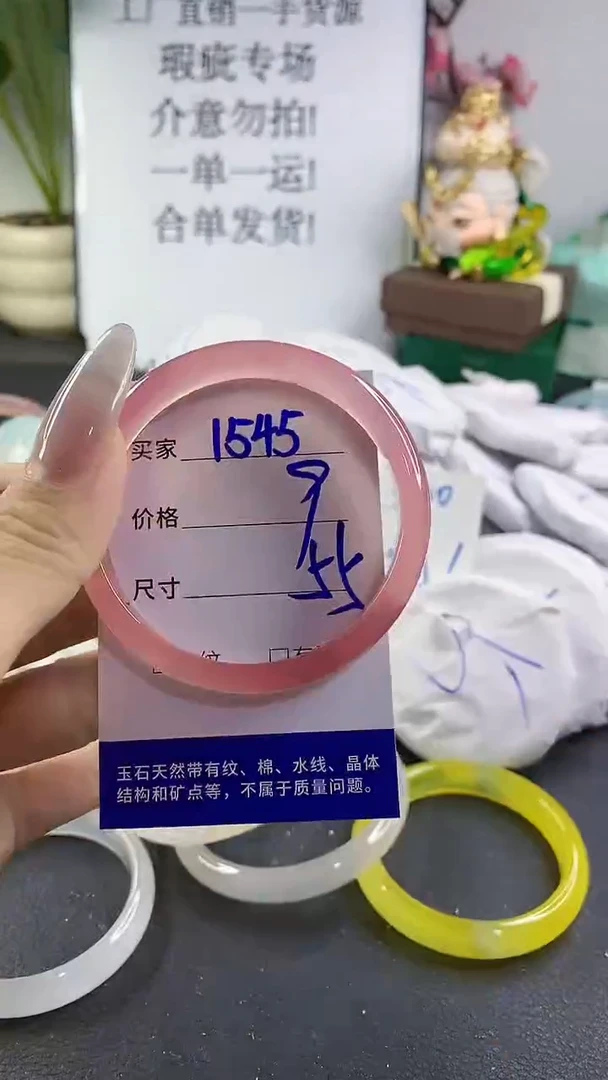 工厂直销一手货源
瑕疵专场
介意勿拍!
一单一运!
合单发货!
买家 1545
价格
尺寸 55
玉石天然带有纹、棉、水线、晶体
结构和矿点等，不属于质量问题。